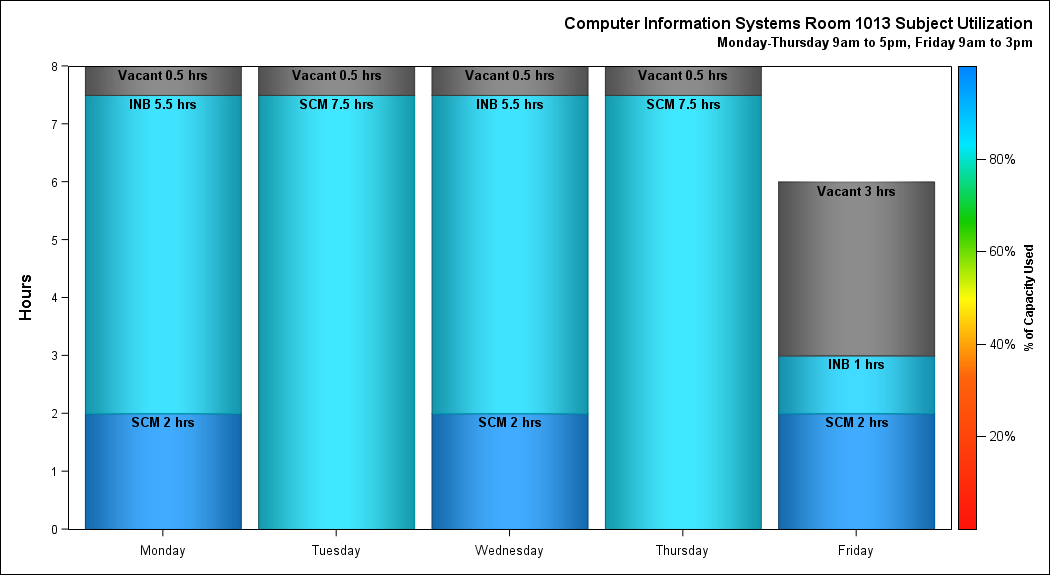 Computer Information Systems Room 1013 Subject Utilization
Monday-Thursday 9am to 5pm, Friday 9am to 3pm
Hours
8
7
6
5
4
3
2
1
0
Vacant 0.5 hrs
INB 5.5 hrs
SCM 2 hrs
Vacant 0.5 hrs
SCM 7.5 hrs
Vacant 0.5 hrs
INB 5.5 hrs
SCM 2 hrs
Vacant 0.5 hrs
SCM 7.5 hrs
Vacant 3 hrs
INB 1 hrs
SCM 2 hrs
Monday
Tuesday
Wednesday
Thursday
Friday
80%
60%
40%
20%
% of Capacity Used